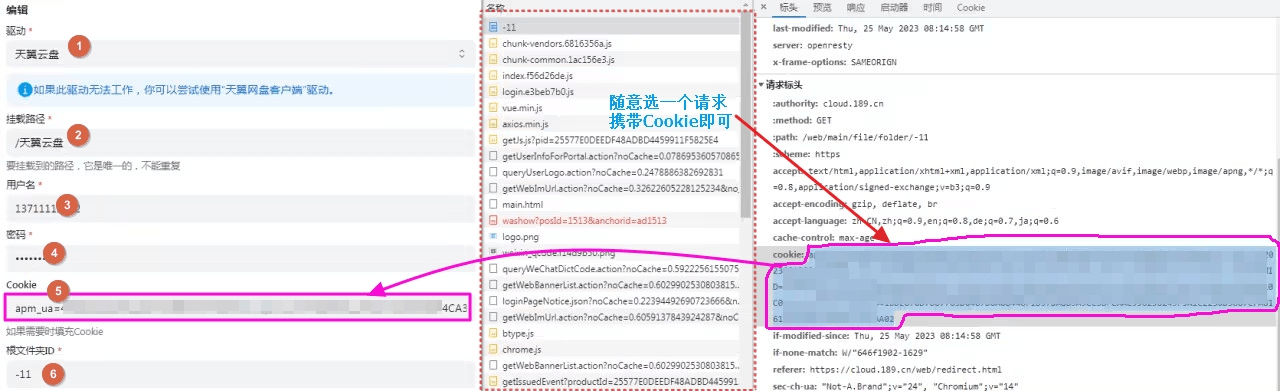 编辑
驱动 *
天翼云盘
1
如果此驱动无法工作，你可以尝试使用“天翼网盘客户端”驱动。
挂载路径 *
/天翼云盘
2
要挂载到的路径，它是唯一的，不能重复
用户名 *
1371111
3
密码 *
4
Cookie
5
apm_ua=
4CA3
如果需要时填充Cookie
根文件夹ID *
-11
6
名称
-11
chunk-vendors.6816356a.js
chunk-common.1ac156e3.js
index.f56d26de.js
login.e3beb7b0.js
vue.min.js
axios.min.js
getJs.js?pid=25577E0DEEDF48ADBD4459911F5825E4
getUserInfoForPortal.action?noCache=0.078695360570865
queryUserLogo.action?noCache=0.2478886382692831
getWebImUrl.action?noCache=0.32622605228125234&no_
main.html
washow?posId=1513&anchorid=ad1513
logo.png
weixin_qcode.f14d9b50.png
queryWeChatDictCode.action?noCache=0.5922256155075
getWebBannerList.action?noCache=0.6029902530803815-
loginPageNotice.json?noCache=0.22394492690723666&n.
getWebImUrl.action?noCache=0.6059137843924287&noCa
btype.js
chrome.js
getWebBannerList.action?noCache=0.6029902530803815-
getIssuedEvent?productId=25577E0DEEDF48ADBD445991
随意选一个请求
携带Cookie即可
标头
预览
响应
启动器
时间
Cookie
last-modified: Thu, 25 May 2023 08:14:58 GMT
server: openresty
x-frame-options: SAMEORIGN
请求标头
:authority: cloud.189.cn
:method: GET
:path: /web/main/file/folder/-11
:scheme: https
accept: text/html,application/xhtml+xml,application/xml;q=0.9,image/avif,image/webp,image/apng,*/*;q
=0.8,application/signed-exchange;v=b3;q=0.9
accept-encoding: gzip, deflate, br
accept-language: zh-CN,zh;q=0.9,en;q=0.8,de;q=0.7,ja;q=0.6
cache-control: max-age
cookie:
if-modified-since: Thu, 25 May 2023 08:14:58 GMT
if-none-match: W/"646f1902-1629"
referer: https://cloud.189.cn/web/redirect.html
sec-ch-ua: "Not-A.Brand";v="24", "Chromium";v="14"